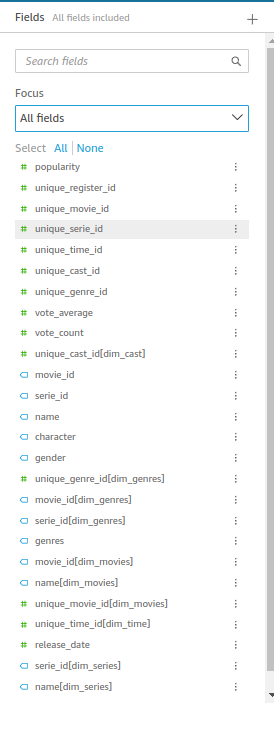 Fields All fields included
Search fields
Focus
All fields
Select All None
# popularity
# unique_register_id
# unique_movie_id
# unique_serie_id
# unique_time_id
# unique_cast_id
# unique_genre_id
# vote_average
# vote_count
# unique_cast_id[dim_cast]
movie_id
serie_id
name
character
gender
# unique_genre_id[dim_genres]
movie_id[dim_genres]
serie_id[dim_genres]
genres
movie_id[dim_movies]
name[dim_movies]
# unique_movie_id[dim_movies]
# unique_time_id[dim_time]
# release_date
serie_id[dim_series]
name[dim_series]